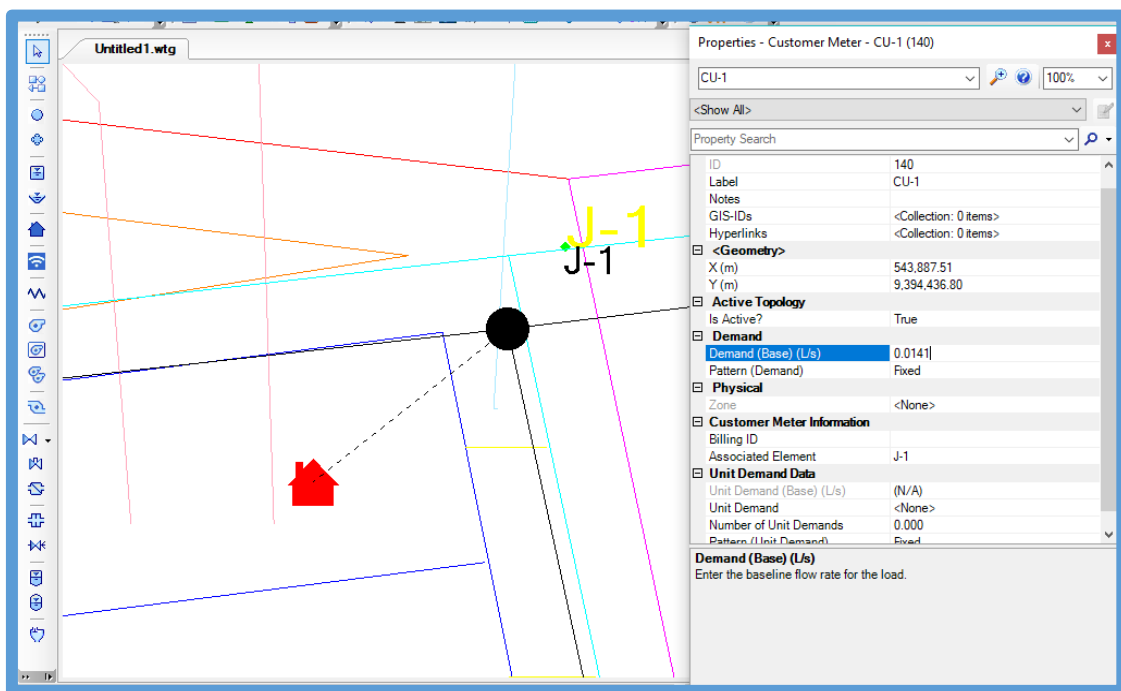 Untitled1.wtg
J-1
J-1
Properties - Customer Meter - CU-1 (140)
x
CU-1
100%
<Show All>
Property Search
ID 140
Label CU-1
Notes
GIS-IDs <Collection: 0 items>
Hyperlinks <Collection: 0 items>
<Geometry>
X (m) 543,887.51
Y (m) 9,394,436.80
Active Topology
Is Active? True
Demand
Demand (Base) (L/s) 0.0141
Pattern (Demand) Fixed
Physical
Zone <None>
Customer Meter Information
Billing ID
Associated Element J-1
Unit Demand Data
Unit Demand (Base) (L/s) (N/A)
Unit Demand <None>
Number of Unit Demands 0.000
Pattern (Unit Demand) Fixed
Demand (Base) (L/s)
Enter the baseline flow rate for the load.